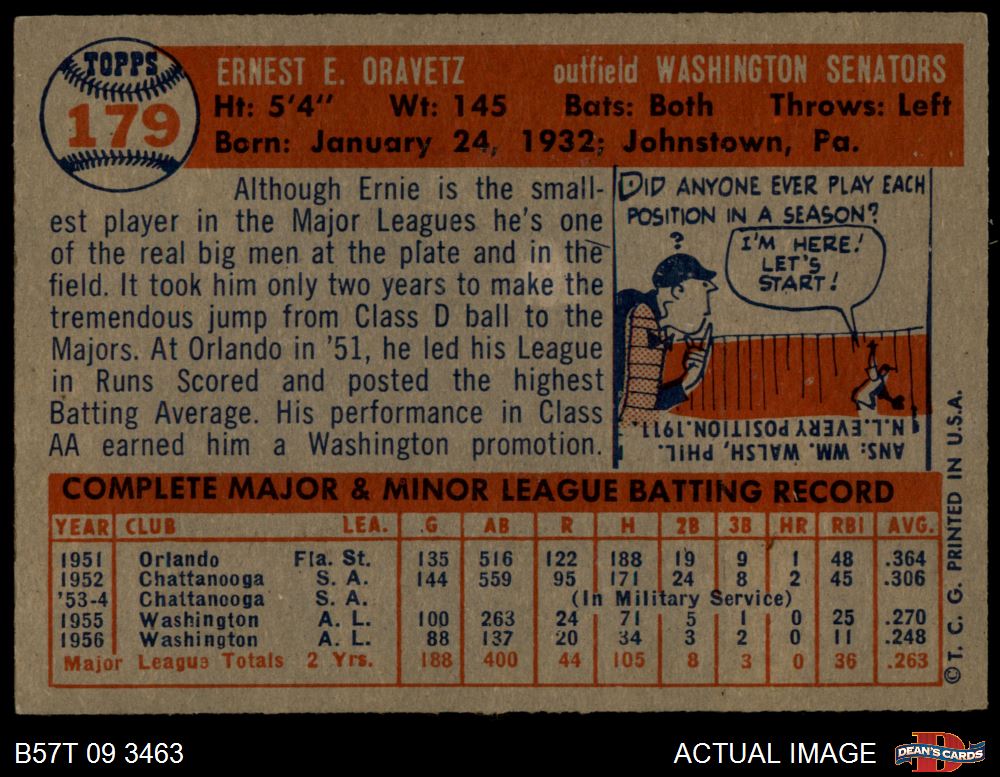 TOPPS
179
ERNEST E. ORAVETZ outfield WASHINGTON SENATORS
Ht: 5'4" Wt: 145 Bats: Both Throws: Left
Born: January 24, 1932; Johnstown, Pa.
Although Ernie is the small-
est player in the Major Leagues he's one
of the real big men at the plate and in the
field. It took him only two years to make the
tremendous jump from Class D ball to the
Majors. At Orlando in '51, he led his League
in Runs Scored and posted the highest
Batting Average. His performance in Class
AA earned him a Washington promotion.
DID ANYONE EVER PLAY EACH
POSITION IN A SEASON?
?
I'M HERE!
LET'S
START!
ANS: WM. WALSH, PHIL.
N.L. EVERY POSITION. 1911
COMPLETE MAJOR & MINOR LEAGUE BATTING RECORD
YEAR CLUB LEA. G AB R H 2B 3B HR RBI AVG.
1951 Orlando Fla. St. 135 516 122 188 19 9 1 48 .364
1952 Chattanooga S. A. 144 559 95 171 24 8 2 45 .306
'53-4 Chattanooga S. A. (In Military Service)
1955 Washington A. L. 100 263 24 71 5 1 0 25 .270
1956 Washington A. L. 88 137 20 34 3 2 0 11 .248
Major League Totals 2 Yrs. 188 400 44 105 8 3 0 36 .263
© T. C. G. PRINTED IN U.S.A.
B57T 09 3463 ACTUAL IMAGE DEAN'S CARDS